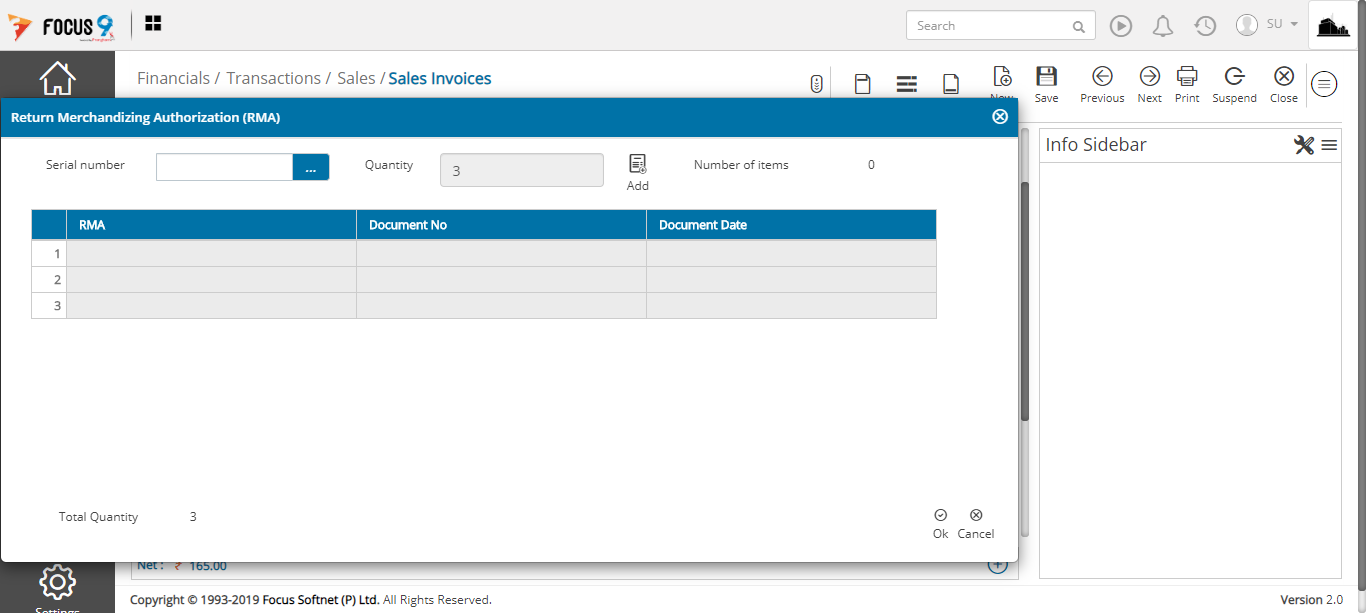 FOCUS 9
Search
SU
Financials / Transactions / Sales / Sales Invoices
New
Save
Previous
Next
Print
Suspend
Close
Return Merchandizing Authorization (RMA)
Info Sidebar
Serial number
...
Quantity
3
Add
Number of items
0
RMA
Document No
Document Date
1
2
3
Total Quantity
3
Ok
Cancel
Net : ₹ 165.00
Settings
Copyright © 1993-2019 Focus Softnet (P) Ltd. All Rights Reserved.
Version 2.0